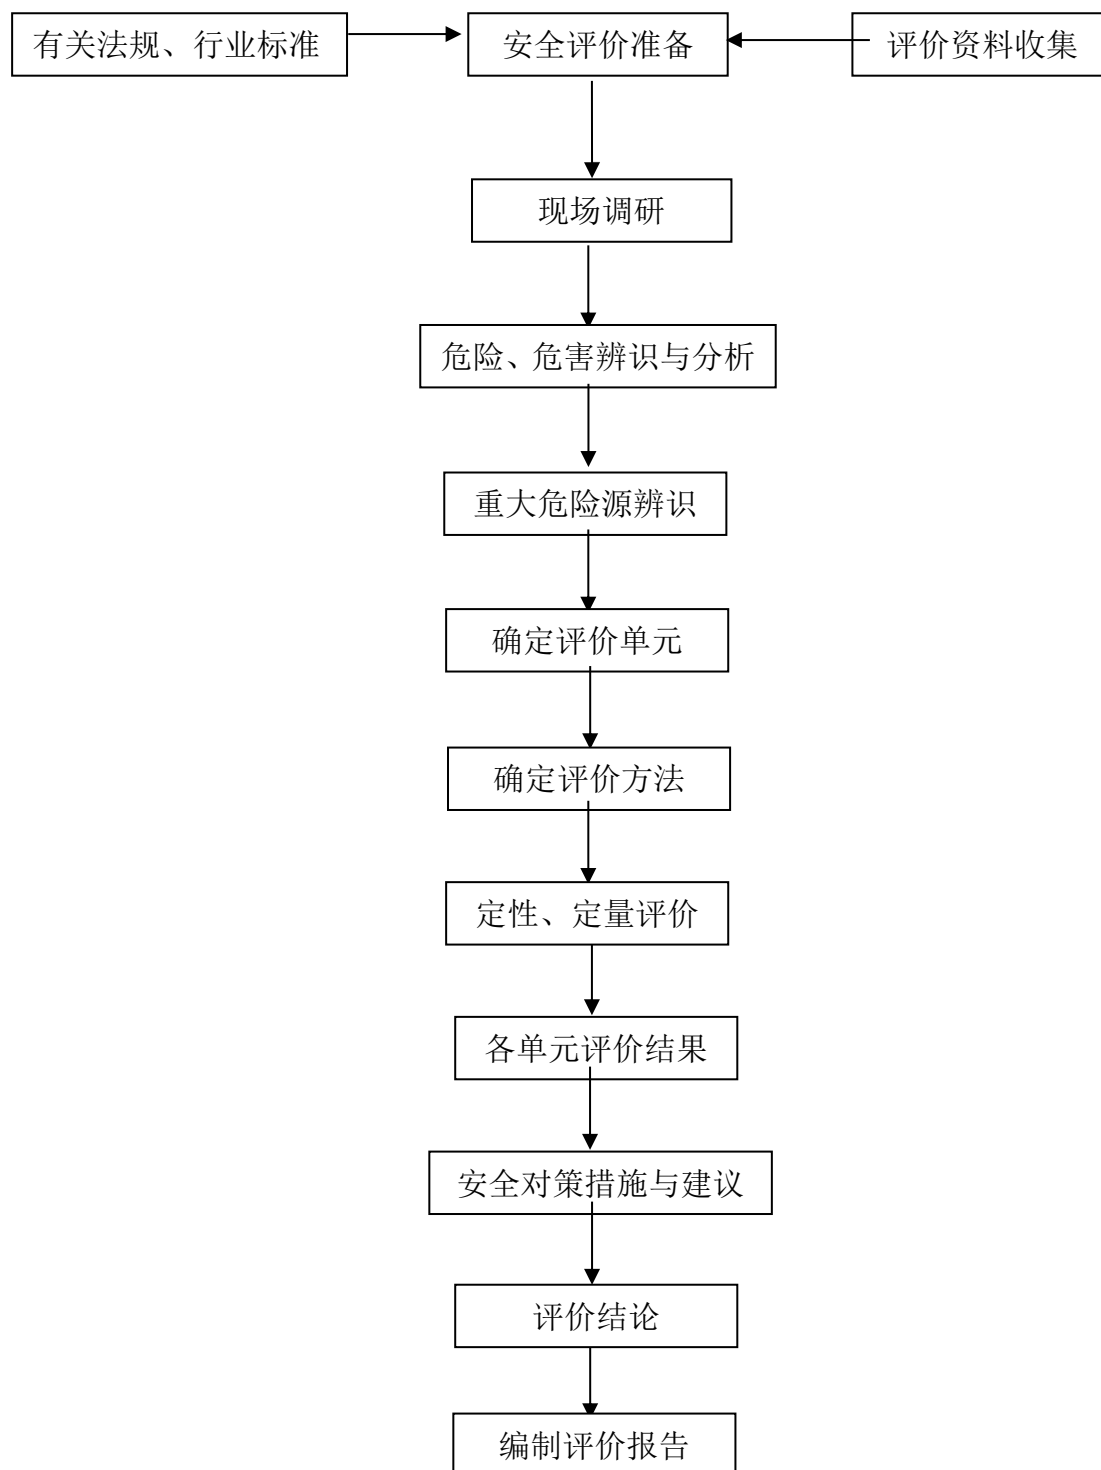 有关法规、行业标准
安全评价准备
评价资料收集
现场调研
危险、危害辨识与分析
重大危险源辨识
确定评价单元
确定评价方法
定性、定量评价
各单元评价结果
安全对策措施与建议
评价结论
编制评价报告